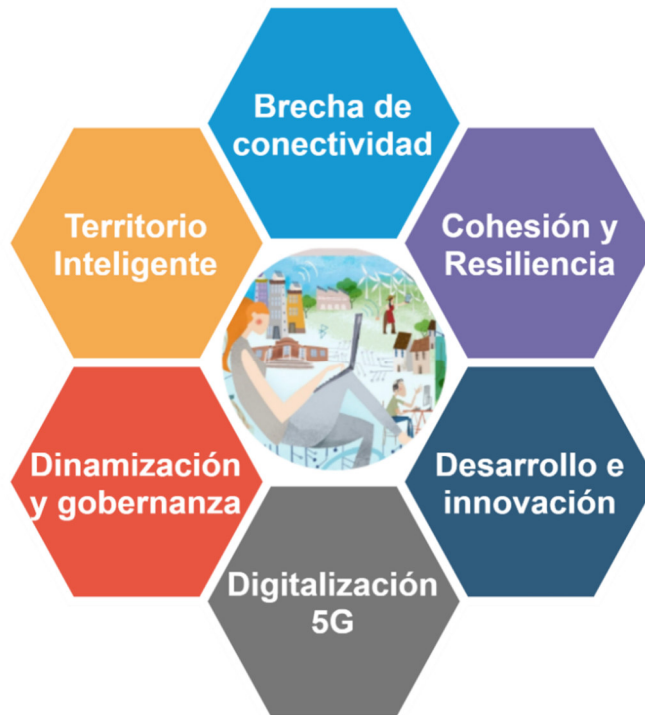 Brecha de
conectividad
Territorio
Inteligente
Cohesión y
Resiliencia
Dinamización
y gobernanza
Desarrollo e
innovación
Digitalización
5G